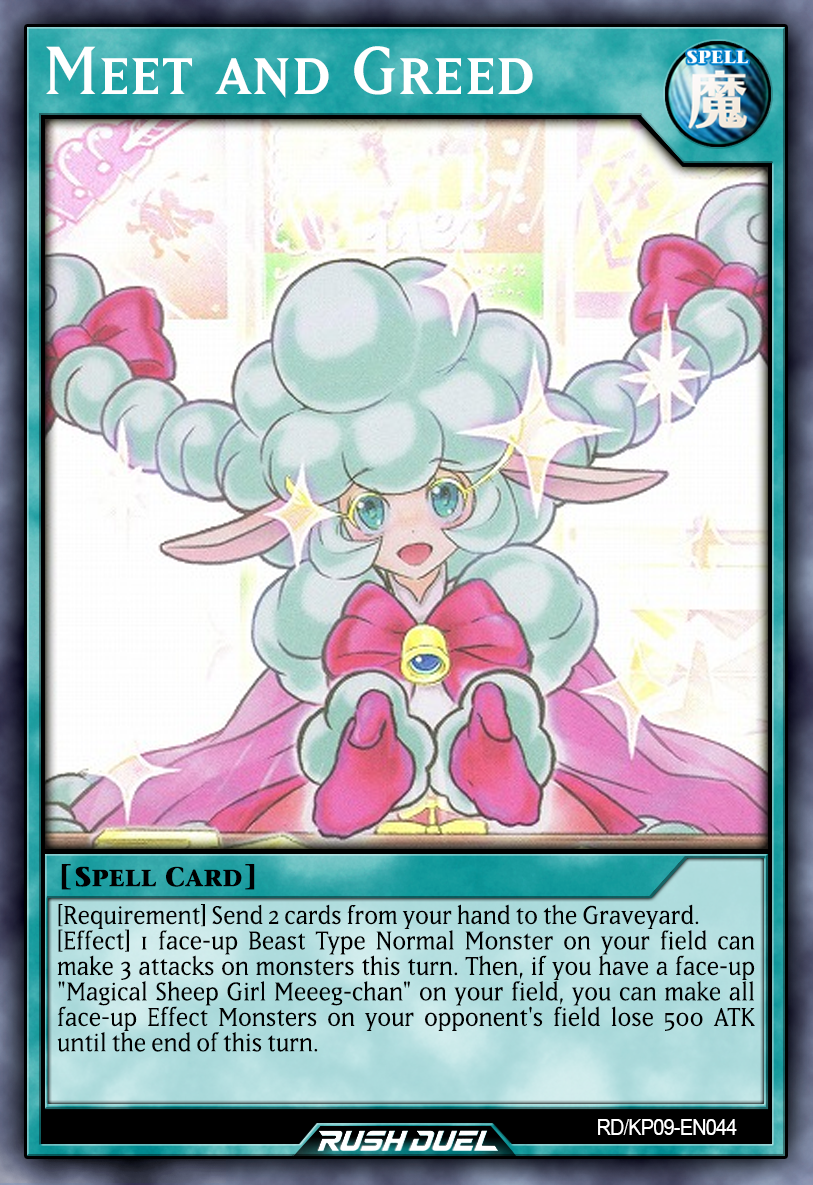 Meet and Greed
SPELL
魔
[Spell Card]
[Requirement] Send 2 cards from your hand to the Graveyard.
[Effect] 1 face-up Beast Type Normal Monster on your field can
make 3 attacks on monsters this turn. Then, if you have a face-up
"Magical Sheep Girl Meeeg-chan" on your field, you can make all
face-up Effect Monsters on your opponent's field lose 500 ATK
until the end of this turn.
RD/KP09-EN044
RUSH DUEL